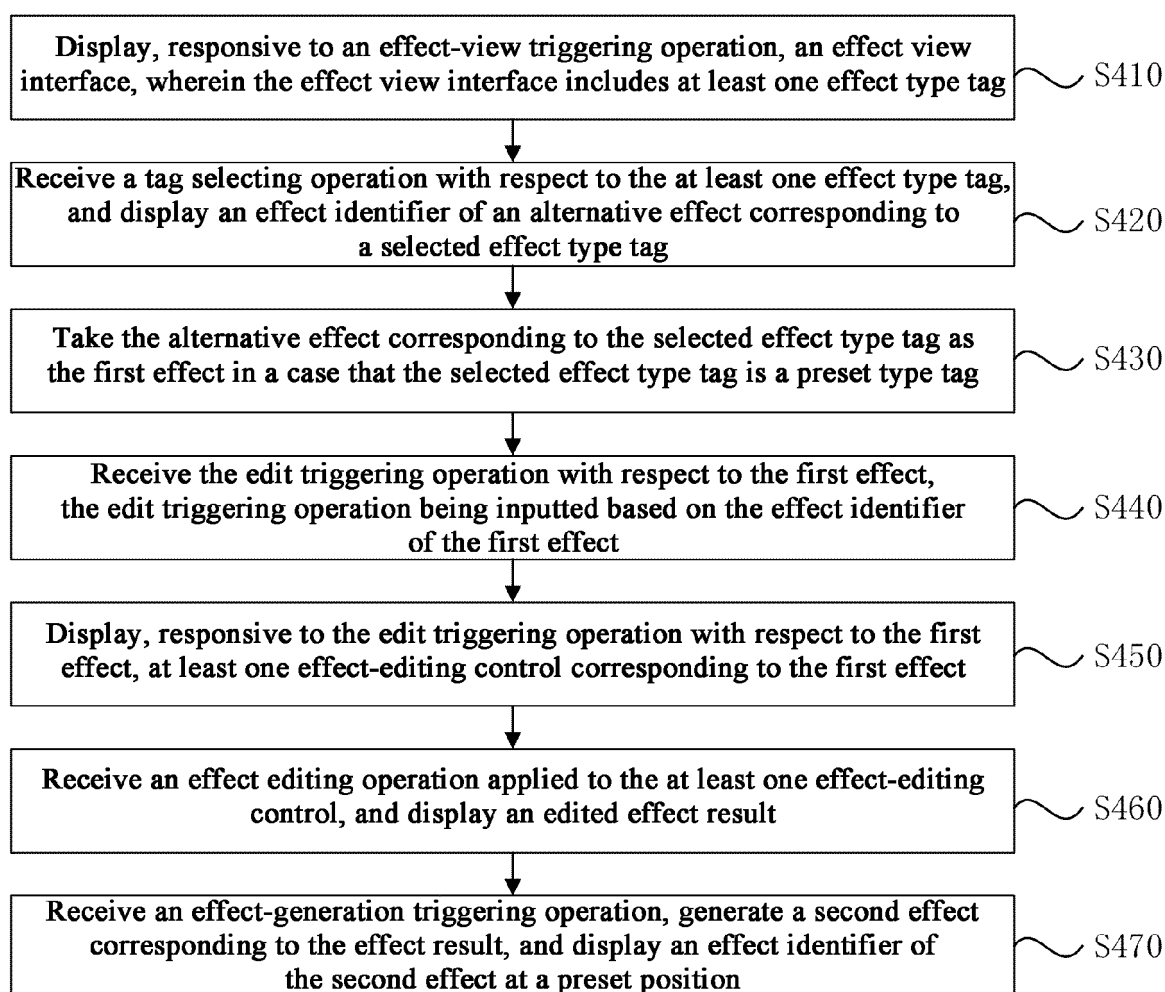 Display, responsive to an effect-view triggering operation, an effect view
interface, wherein the effect view interface includes at least one effect type tag
S410
Receive a tag selecting operation with respect to the at least one effect type tag,
and display an effect identifier of an alternative effect corresponding to
a selected effect type tag
S420
Take the alternative effect corresponding to the selected effect type tag as
the first effect in a case that the selected effect type tag is a preset type tag
S430
Receive the edit triggering operation with respect to the first effect,
the edit triggering operation being inputted based on the effect identifier
of the first effect
S440
Display, responsive to the edit triggering operation with respect to the first
effect, at least one effect-editing control corresponding to the first effect
S450
Receive an effect editing operation applied to the at least one effect-editing
control, and display an edited effect result
S460
Receive an effect-generation triggering operation, generate a second effect
corresponding to the effect result, and display an effect identifier of
the second effect at a preset position
S470